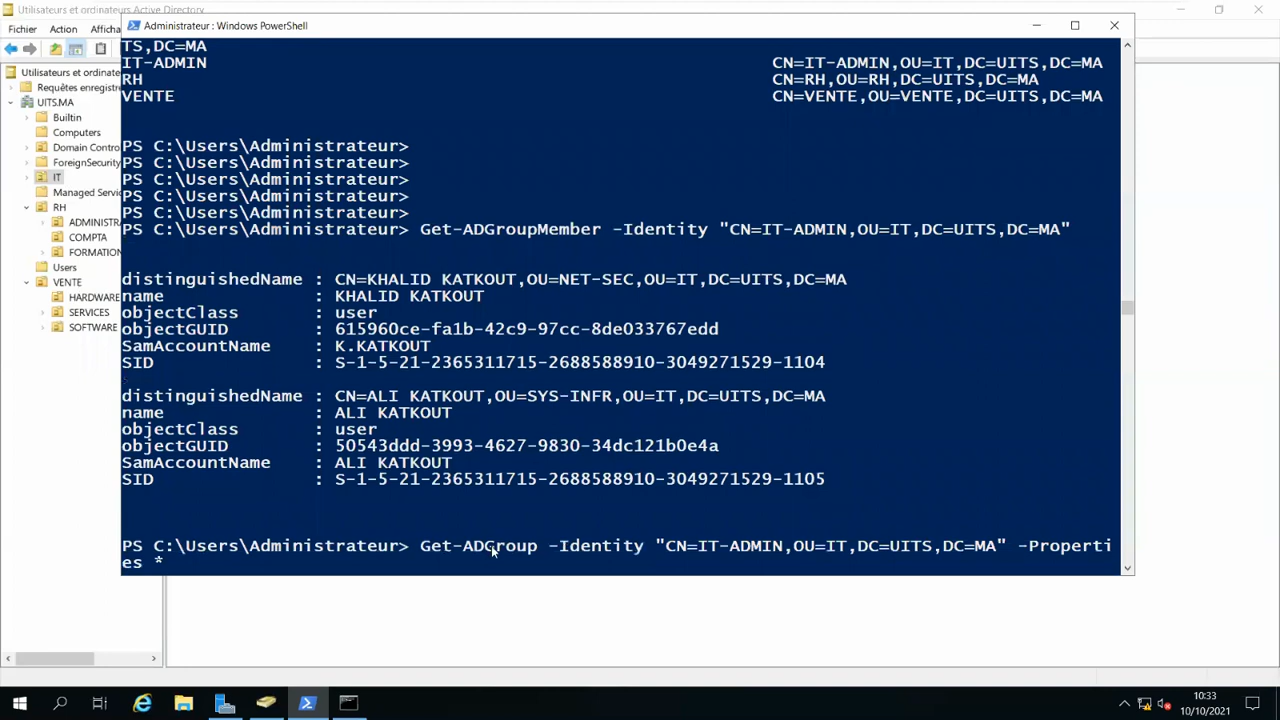 Utilisateurs et ordinateurs Active Directory
Fichier Action Afficha
Administrateur : Windows PowerShell
Utilisateurs et ordinate
Requêtes enregistre
UITS.MA
Builtin
Computers
Domain Control
ForeignSecurity
IT
Managed Servic
RH
ADMINISTRA
COMPTA
FORMATION
Users
VENTE
HARDWARE
SERVICES
SOFTWARE
TS,DC=MA
IT-ADMIN CN=IT-ADMIN,OU=IT,DC=UITS,DC=MA
RH CN=RH,OU=RH,DC=UITS,DC=MA
VENTE CN=VENTE,OU=VENTE,DC=UITS,DC=MA
PS C:\Users\Administrateur>
PS C:\Users\Administrateur>
PS C:\Users\Administrateur>
PS C:\Users\Administrateur>
PS C:\Users\Administrateur>
PS C:\Users\Administrateur> Get-ADGroupMember -Identity "CN=IT-ADMIN,OU=IT,DC=UITS,DC=MA"
distinguishedName : CN=KHALID KATKOUT,OU=NET-SEC,OU=IT,DC=UITS,DC=MA
name : KHALID KATKOUT
objectClass : user
objectGUID : 615960ce-fa1b-42c9-97cc-8de033767edd
SamAccountName : K.KATKOUT
SID : S-1-5-21-2365311715-2688588910-3049271529-1104
distinguishedName : CN=ALI KATKOUT,OU=SYS-INFR,OU=IT,DC=UITS,DC=MA
name : ALI KATKOUT
objectClass : user
objectGUID : 50543ddd-3993-4627-9830-34dc121b0e4a
SamAccountName : ALI KATKOUT
SID : S-1-5-21-2365311715-2688588910-3049271529-1105
PS C:\Users\Administrateur> Get-ADGroup -Identity "CN=IT-ADMIN,OU=IT,DC=UITS,DC=MA" -Properti
es *
10:33
10/10/2021